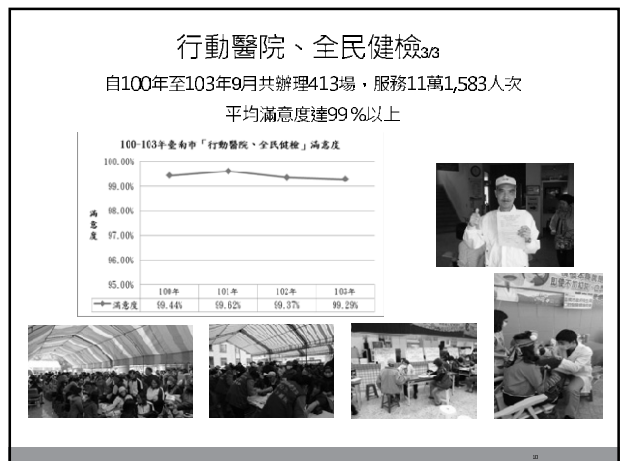 行動醫院、全民健檢3/3
自100年至103年9月共辦理413場，服務11萬1,583人次
平均滿意度達99%以上
100-103年臺南市「行動醫院、全民健檢」滿意度
100.00%
99.00%
98.00%
97.00%
96.00%
95.00%
滿意度
100年 101年 102年 103年
滿意度 99.44% 99.62% 99.37% 99.29%